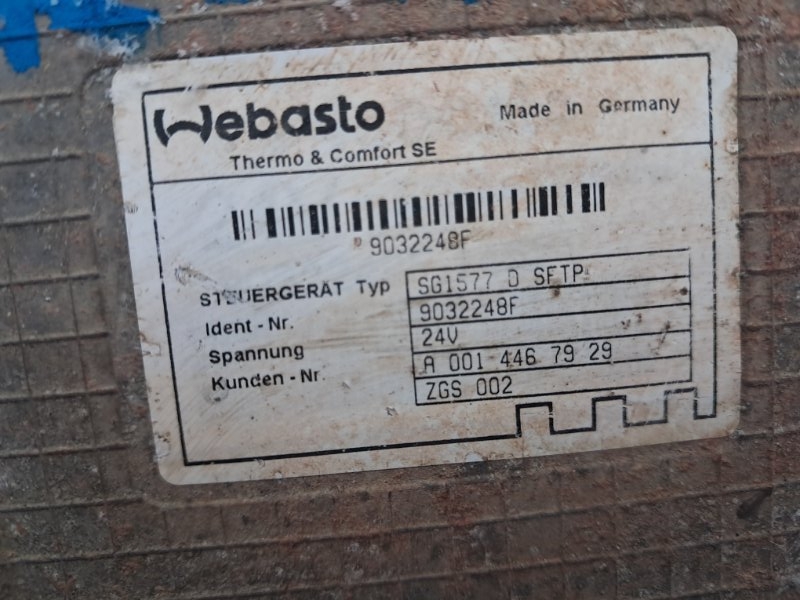 Webasto
Made in Germany
Thermo & Comfort SE
9032248F
STEUERGERÄT Typ SG1577 D SFTP
Ident - Nr. 9032248F
Spannung 24V
Kunden - Nr. A 001 446 79 29
ZGS 002